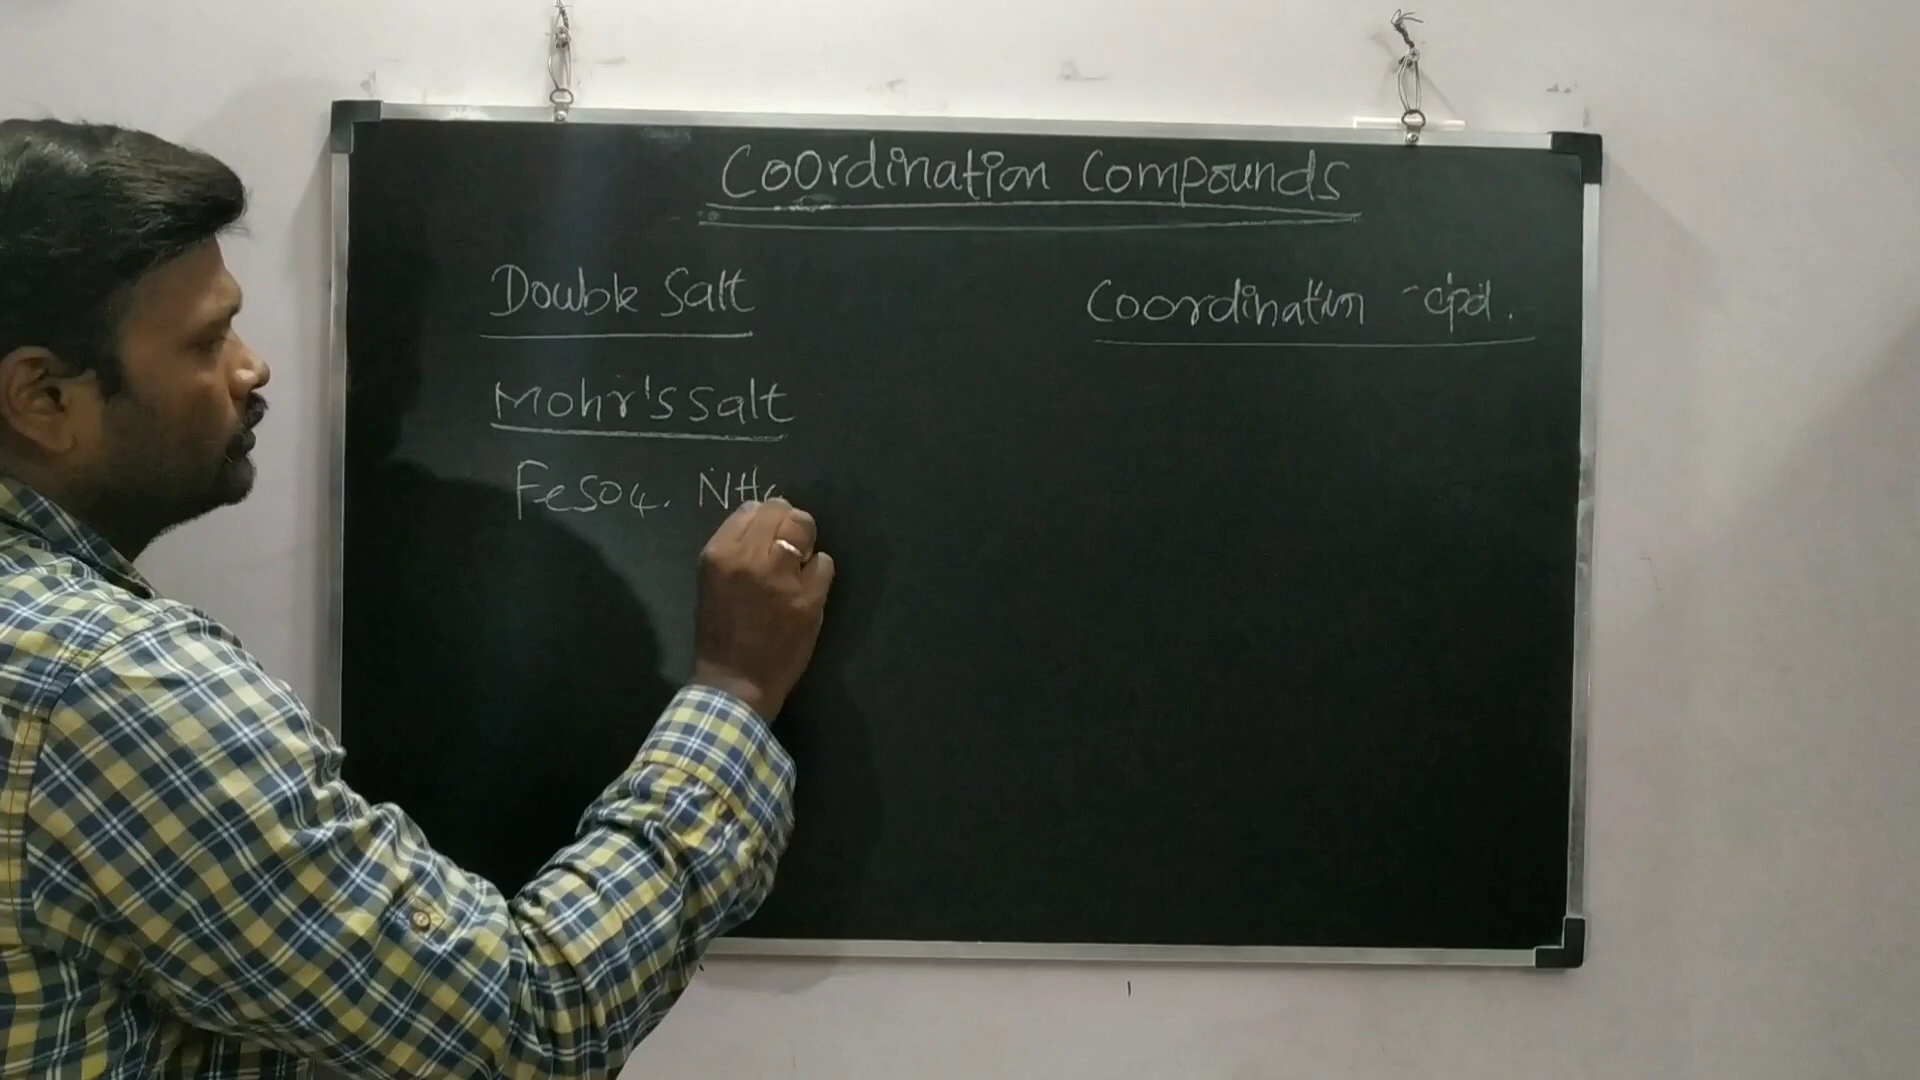 Coordination Compounds
Double Salt
Coordination - cpd.
Mohr's Salt
FeSO4. NH4